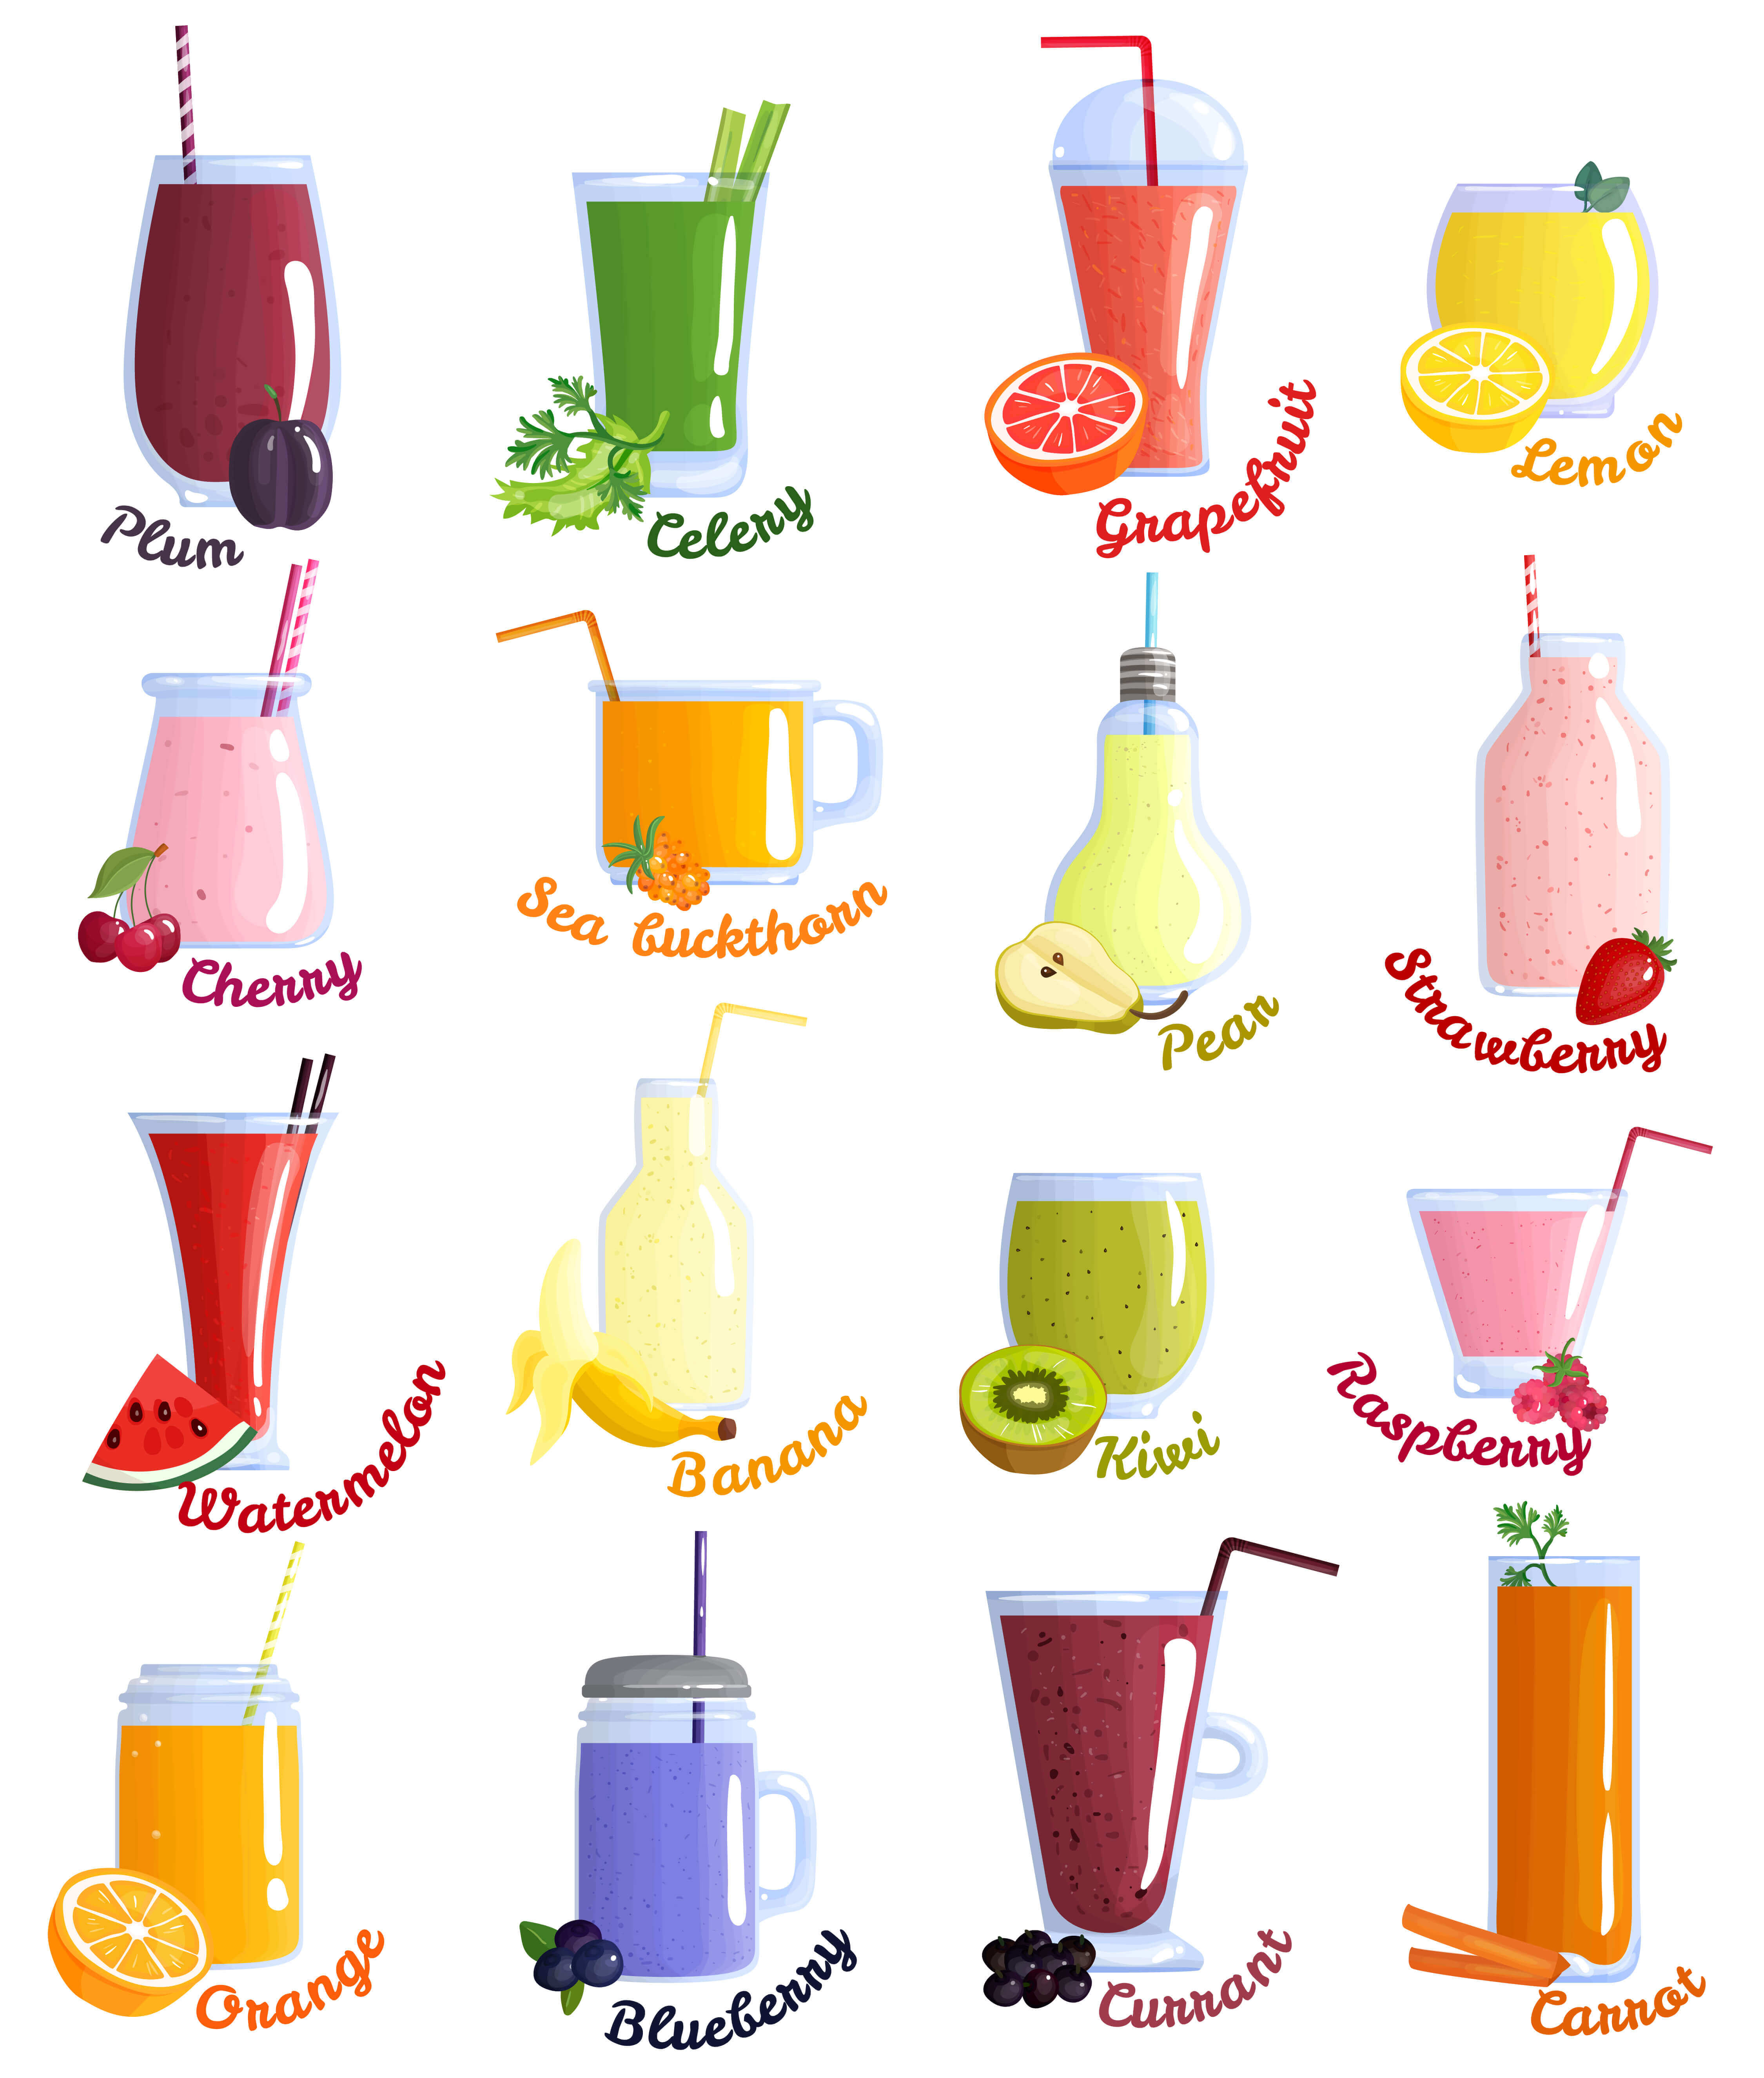 Plum
Celery
Grapefruit
Lemon
Cherry
Sea buckthorn
Pear
Strawberry
Watermelon
Banana
Kiwi
Raspberry
Orange
Blueberry
Currant
Carrot